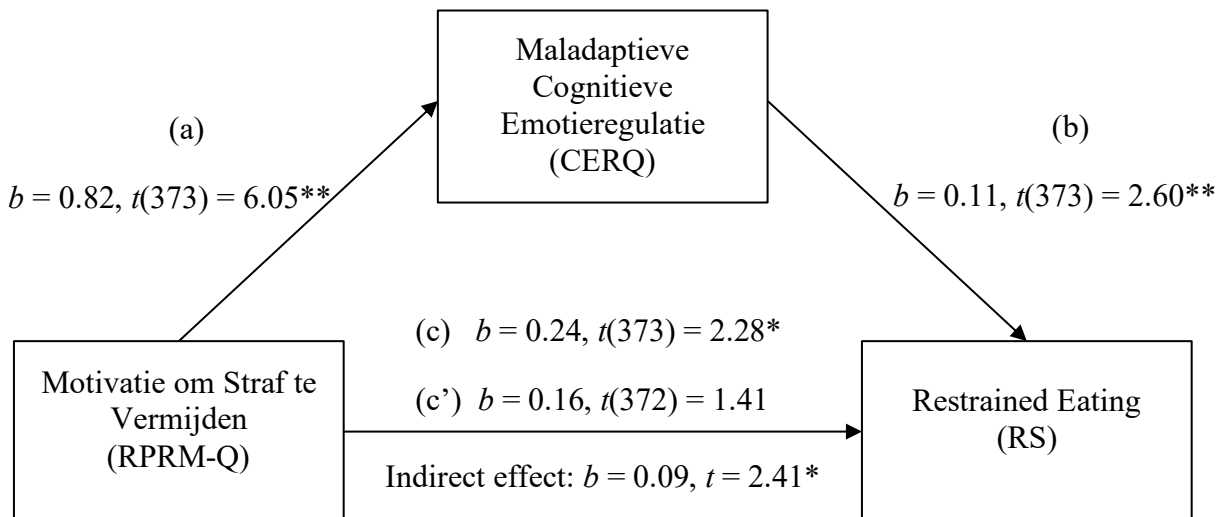 Maladaptieve
Cognitieve
Emotieregulatie
(CERQ)
(a)
(b)
b = 0.82, t(373) = 6.05**
b = 0.11, t(373) = 2.60**
(c) b = 0.24, t(373) = 2.28*
(c’) b = 0.16, t(372) = 1.41
Indirect effect: b = 0.09, t = 2.41*
Motivatie om Straf te
Vermijden
(RPRM-Q)
Restrained Eating
(RS)